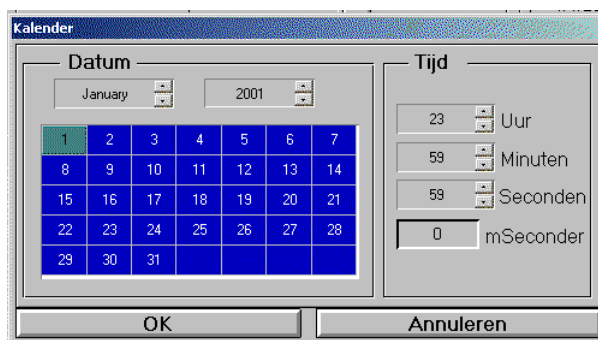 Kalender
Datum
January 2001
1 2 3 4 5 6 7
8 9 10 11 12 13 14
15 16 17 18 19 20 21
22 23 24 25 26 27 28
29 30 31
Tijd
23 Uur
59 Minuten
59 Seconden
0 mSeconder
OK Annuleren